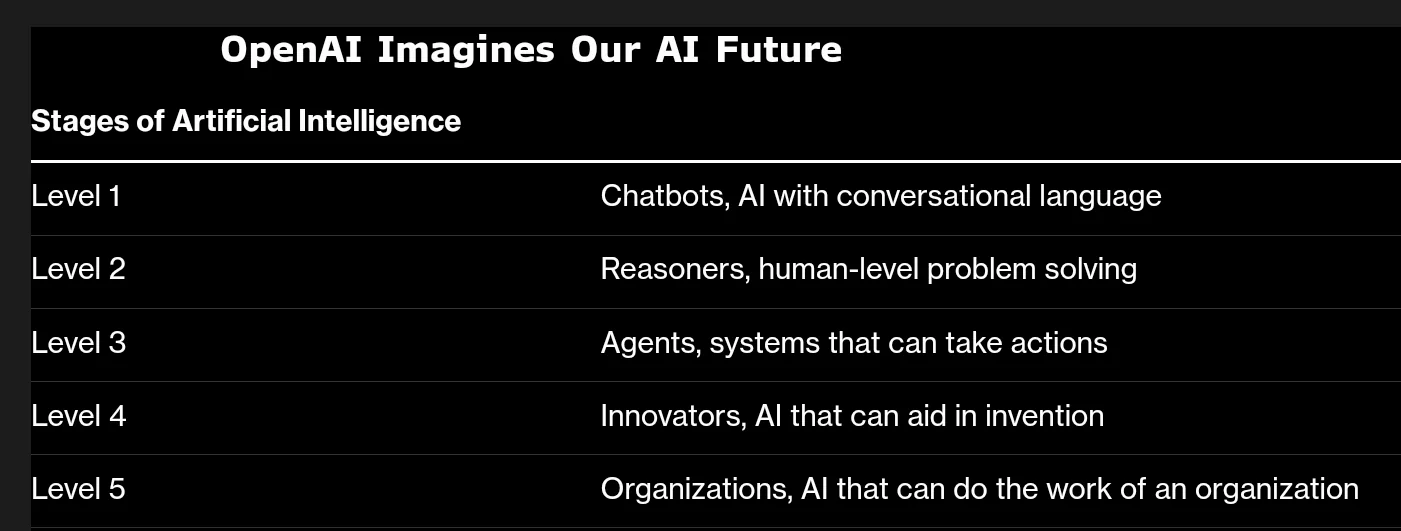 OpenAI Imagines Our AI Future
Stages of Artificial Intelligence
Level 1 Chatbots, AI with conversational language
Level 2 Reasoners, human-level problem solving
Level 3 Agents, systems that can take actions
Level 4 Innovators, AI that can aid in invention
Level 5 Organizations, AI that can do the work of an organization